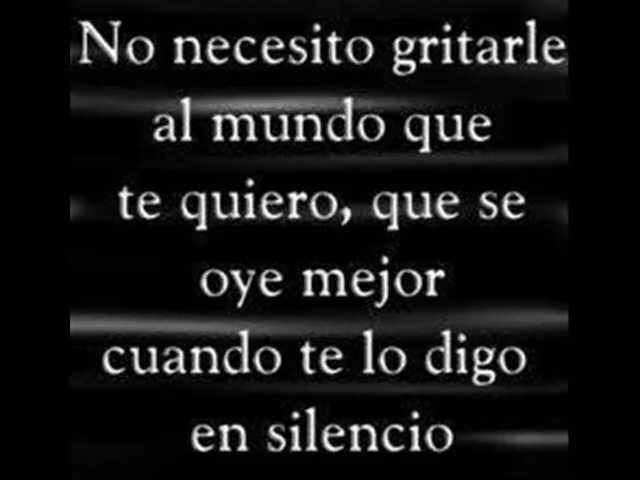 No necesito gritarle
al mundo que
te quiero, que se
oye mejor
cuando te lo digo
en silencio